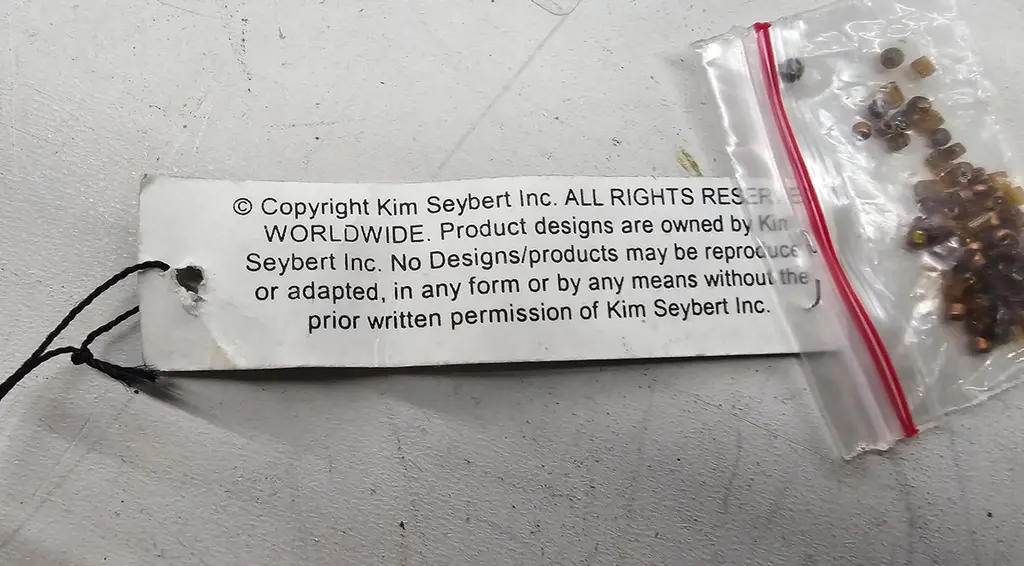 © Copyright Kim Seybert Inc. ALL RIGHTS RESERVE
WORLDWIDE. Product designs are owned by Kim
Seybert Inc. No Designs/products may be reproduce
or adapted, in any form or by any means without the
prior written permission of Kim Seybert Inc.